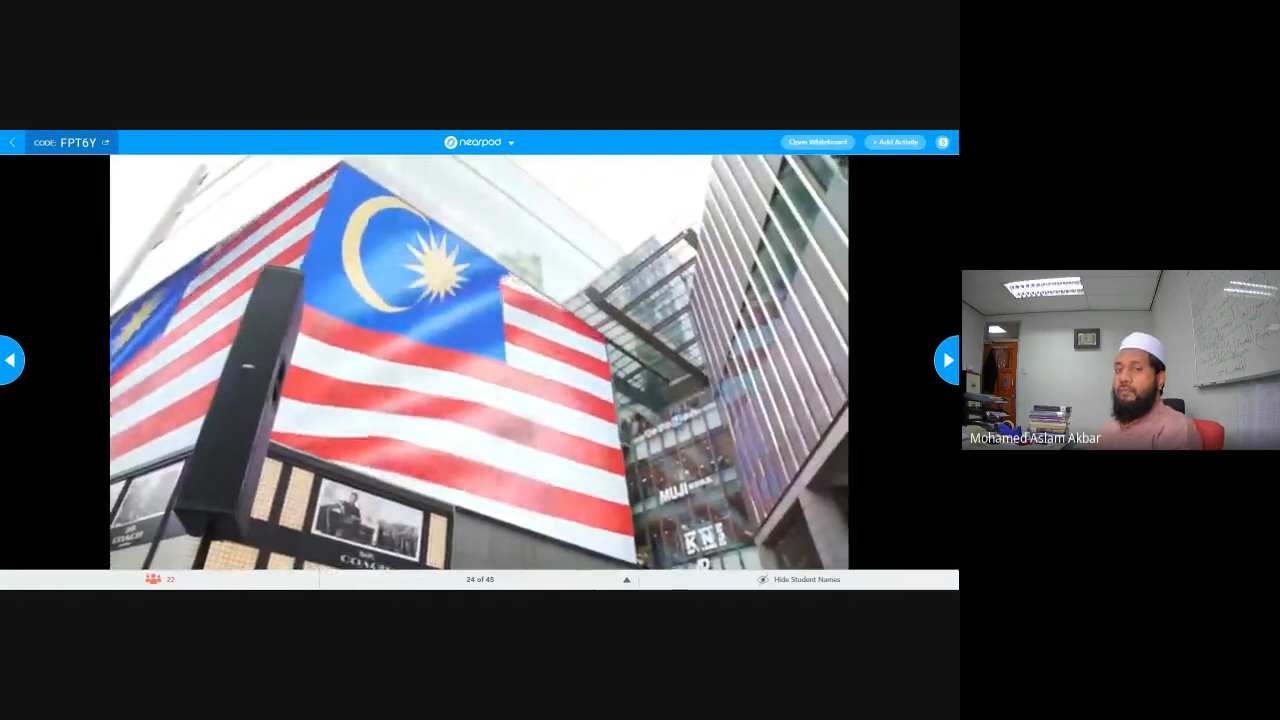 CODE: FPT6Y
nearpod
Open Whiteboard
+ Add Activity
COACH
COACH
MUJI
22
24 of 45
Hide Student Names
Mohamed Aslam Akbar